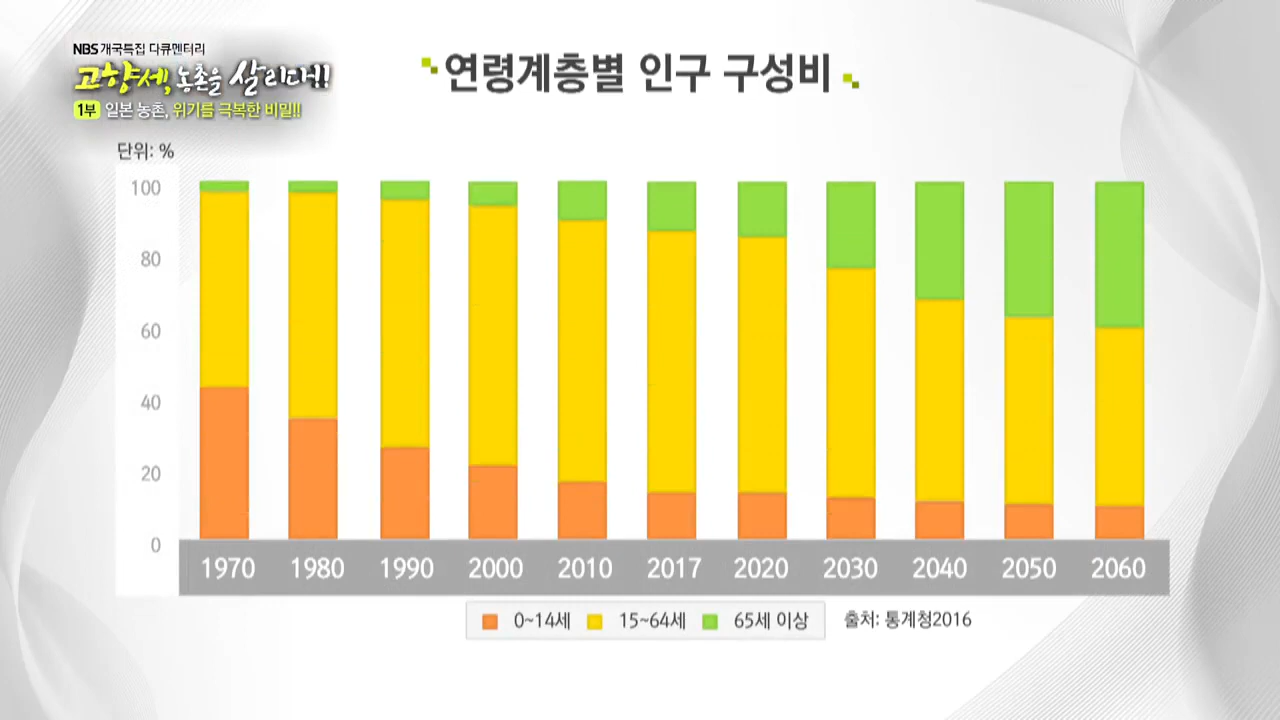 NBS 개국특집 다큐멘터리
고향세, 농촌을 살리다!!
1부 일본 농촌, 위기를 극복한 비밀!!
연령계층별 인구 구성비
단위: %
100
80
60
40
20
0
1970 1980 1990 2000 2010 2017 2020 2030 2040 2050 2060
0~14세 15~64세 65세 이상 출처: 통계청2016